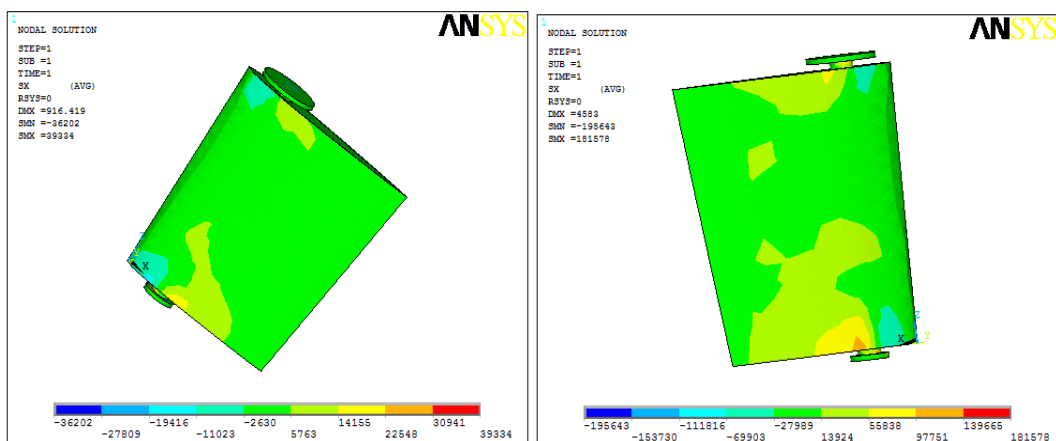 1
ANSYS
NODAL SOLUTION
STEP=1
SUB =1
TIME=1
SX (AVG)
RSYS=0
DMX =916.419
SMN =-36202
SMX =39334
Z
X
-36202 -19416 -2630 14155 30941
-27809 -11023 5763 22548 39334
1
ANSYS
NODAL SOLUTION
STEP=1
SUB =1
TIME=1
SX (AVG)
RSYS=0
DMX =4583
SMN =-195643
SMX =181578
Z
X Y
-195643 -111816 -27989 55838 139665
-153730 -69903 13924 97751 181578